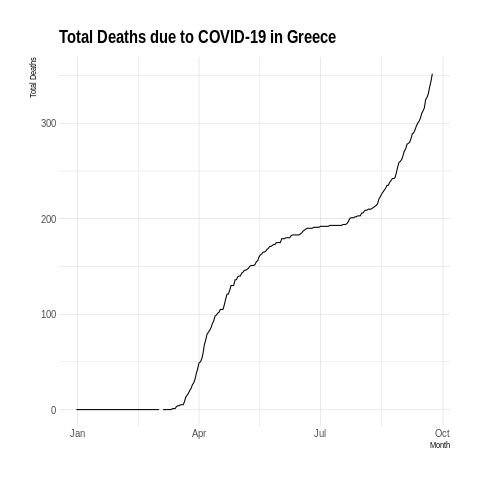 Total Deaths due to COVID-19 in Greece
Total Deaths
300
200
100
0
Jan
Apr
Jul
Oct
Month